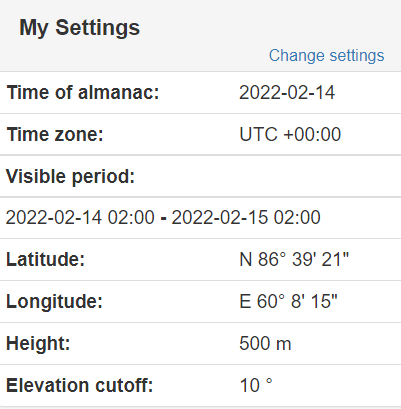 My Settings
Change settings
Time of almanac: 2022-02-14
Time zone: UTC +00:00
Visible period:
2022-02-14 02:00 - 2022-02-15 02:00
Latitude: N 86° 39' 21"
Longitude: E 60° 8' 15"
Height: 500 m
Elevation cutoff: 10 °